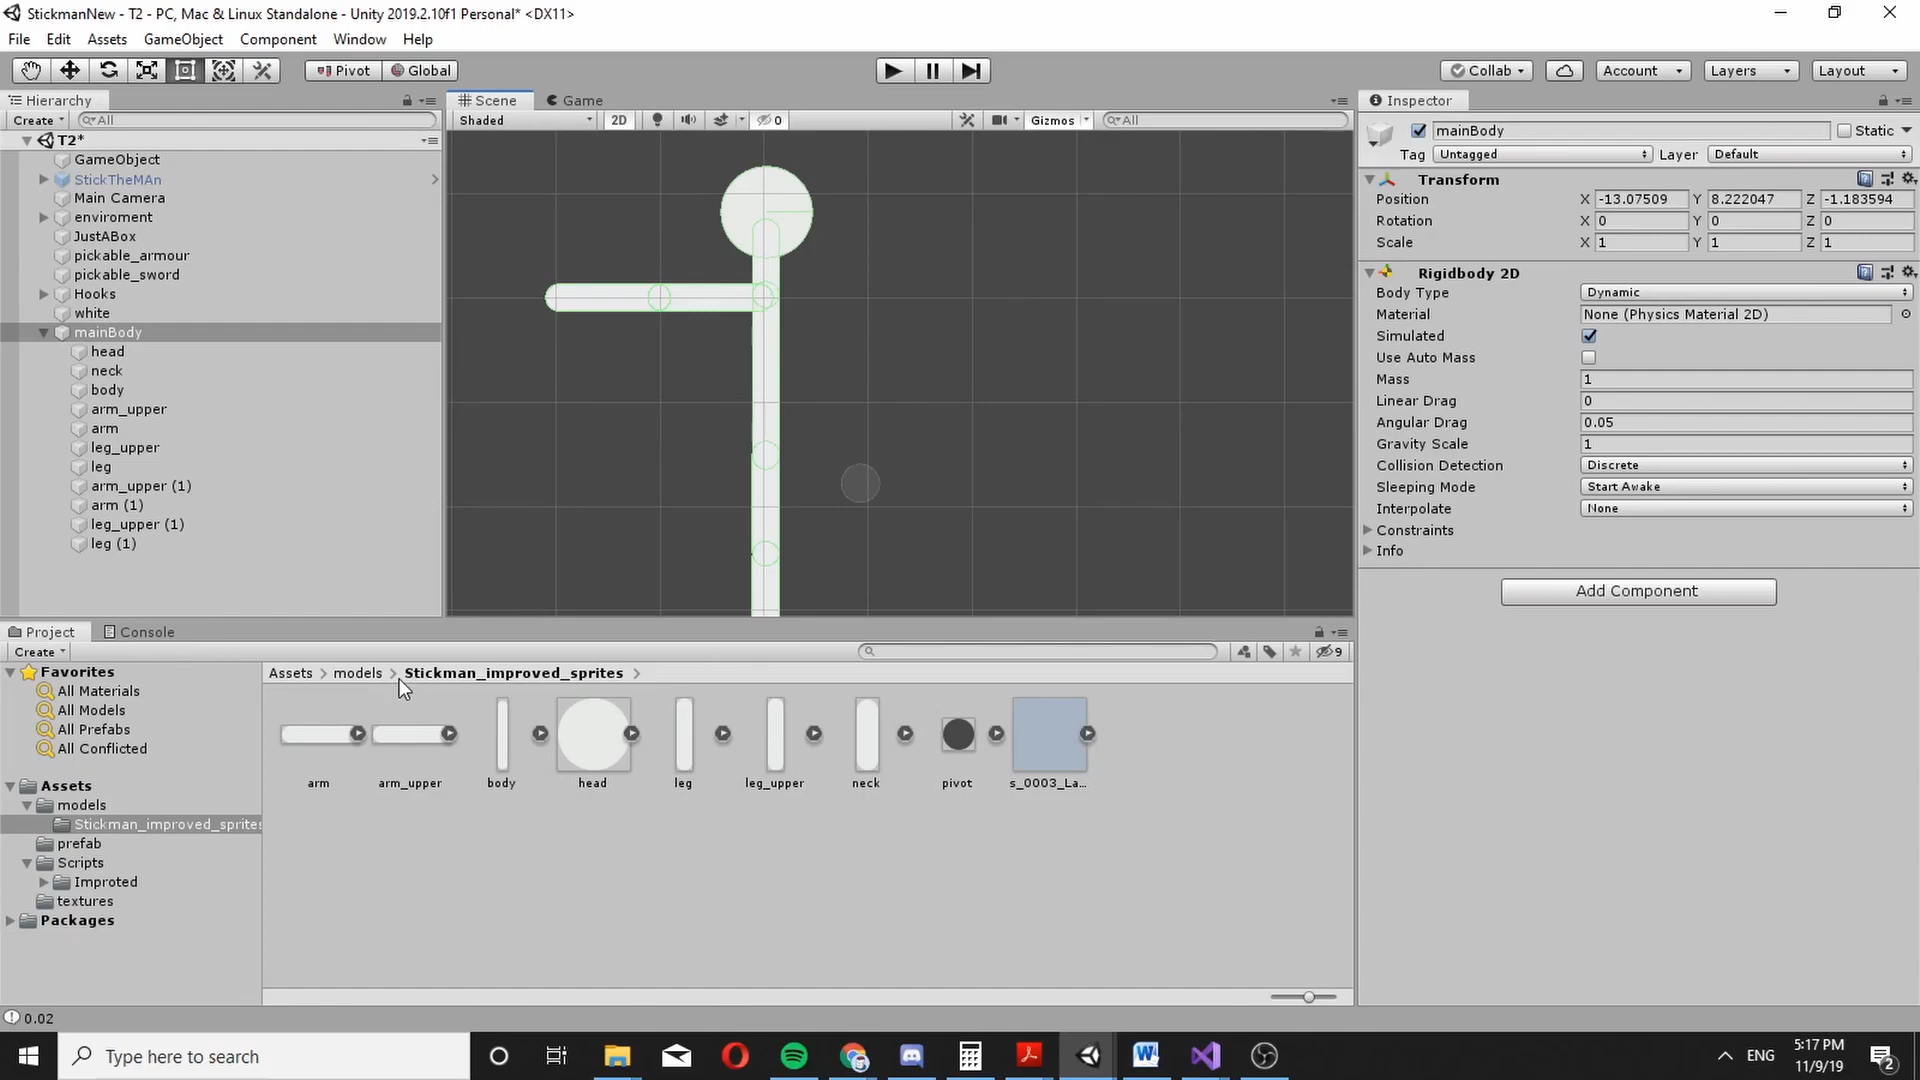 StickmanNew - T2 - PC, Mac & Linux Standalone - Unity 2019.2.10f1 Personal* <DX11>
File Edit Assets GameObject Component Window Help
Pivot Global Collab Account Layers Layout
Hierarchy
Create All
T2*
GameObject
StickTheMAn
Main Camera
enviroment
JustABox
pickable_armour
pickable_sword
Hooks
white
mainBody
head
neck
body
arm_upper
arm
leg_upper
leg
arm_upper (1)
arm (1)
leg_upper (1)
leg (1)
Scene Game
Shaded 2D 0 Gizmos All
Inspector
mainBody Static
Tag Untagged Layer Default
Transform
Position X -13.07509 Y 8.222047 Z -1.183594
Rotation X 0 Y 0 Z 0
Scale X 1 Y 1 Z 1
Rigidbody 2D
Body Type Dynamic
Material None (Physics Material 2D)
Simulated
Use Auto Mass
Mass 1
Linear Drag 0
Angular Drag 0.05
Gravity Scale 1
Collision Detection Discrete
Sleeping Mode Start Awake
Interpolate None
Constraints
Info
Add Component
Project Console
Create 9
Favorites
All Materials
All Models
All Prefabs
All Conflicted
Assets
models
Stickman_improved_sprites
prefab
Scripts
Improted
textures
Packages
Assets models Stickman_improved_sprites
arm arm_upper body head leg leg_upper neck pivot s_0003_La...
0.02
Type here to search
ENG
5:17 PM
11/9/19
2